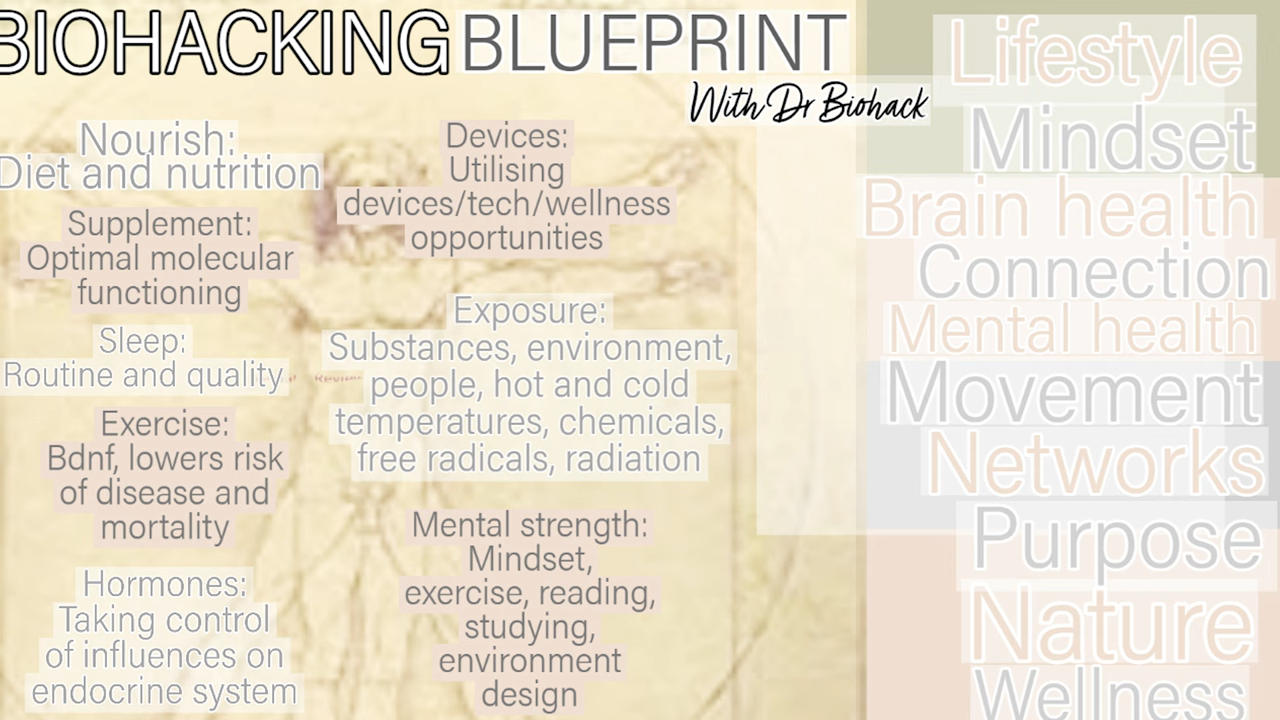 BIOHACKING BLUEPRINT
With Dr Biohack
Nourish:
Diet and nutrition
Supplement:
Optimal molecular
functioning
Sleep:
Routine and quality
Exercise:
Bdnf, lowers risk
of disease and
mortality
Hormones:
Taking control
of influences on
endocrine system
Devices:
Utilising
devices/tech/wellness
opportunities
Exposure:
Substances, environment,
people, hot and cold
temperatures, chemicals,
free radicals, radiation
Mental strength:
Mindset,
exercise, reading,
studying,
environment
design
Lifestyle
Mindset
Brain health
Connection
Mental health
Movement
Networks
Purpose
Nature
Wellness